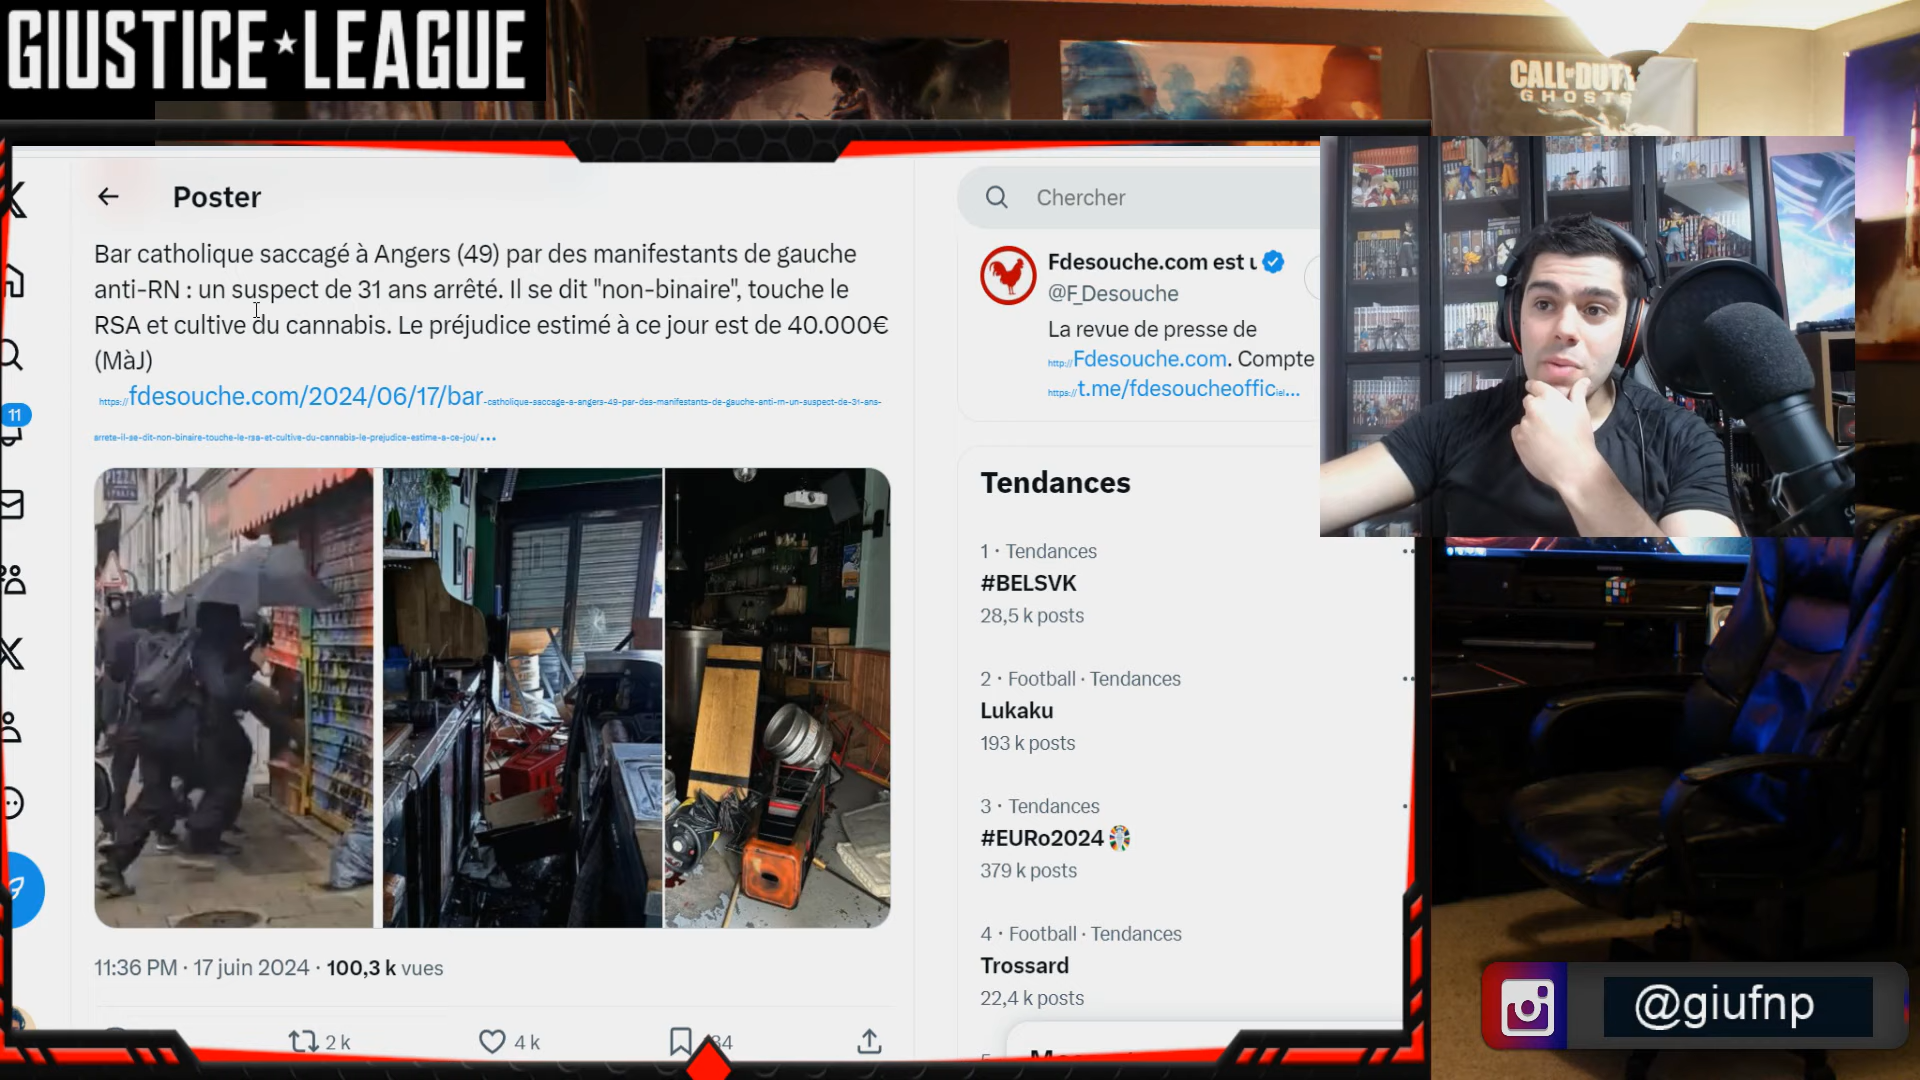 GIUSTICE★LEAGUE
CALL OF DUTY
GHOSTS
Poster
Bar catholique saccagé à Angers (49) par des manifestants de gauche
anti-RN : un suspect de 31 ans arrêté. Il se dit "non-binaire", touche le
RSA et cultive du cannabis. Le préjudice estimé à ce jour est de 40.000€
(MàJ)
https://fdesouche.com/2024/06/17/bar-catholique-saccage-a-angers-49-par-des-manifestants-de-gauche-anti-rn-un-suspect-de-31-ans-
arrete-il-se-dit-non-binaire-touche-le-rsa-et-cultive-du-cannabis-le-prejudice-estime-a-ce-jou/…
PIZZA
11:36 PM · 17 juin 2024 · 100,3 k vues
2 k
4 k
11
Chercher
Fdesouche.com est
@F_Desouche
La revue de presse de
http://Fdesouche.com. Compte
https://t.me/fdesoucheofficiel…
Tendances
1 · Tendances
#BELSVK
28,5 k posts
2 · Football · Tendances
Lukaku
193 k posts
3 · Tendances
#EURo2024
379 k posts
4 · Football · Tendances
Trossard
22,4 k posts
SAMSUNG
@giufnp